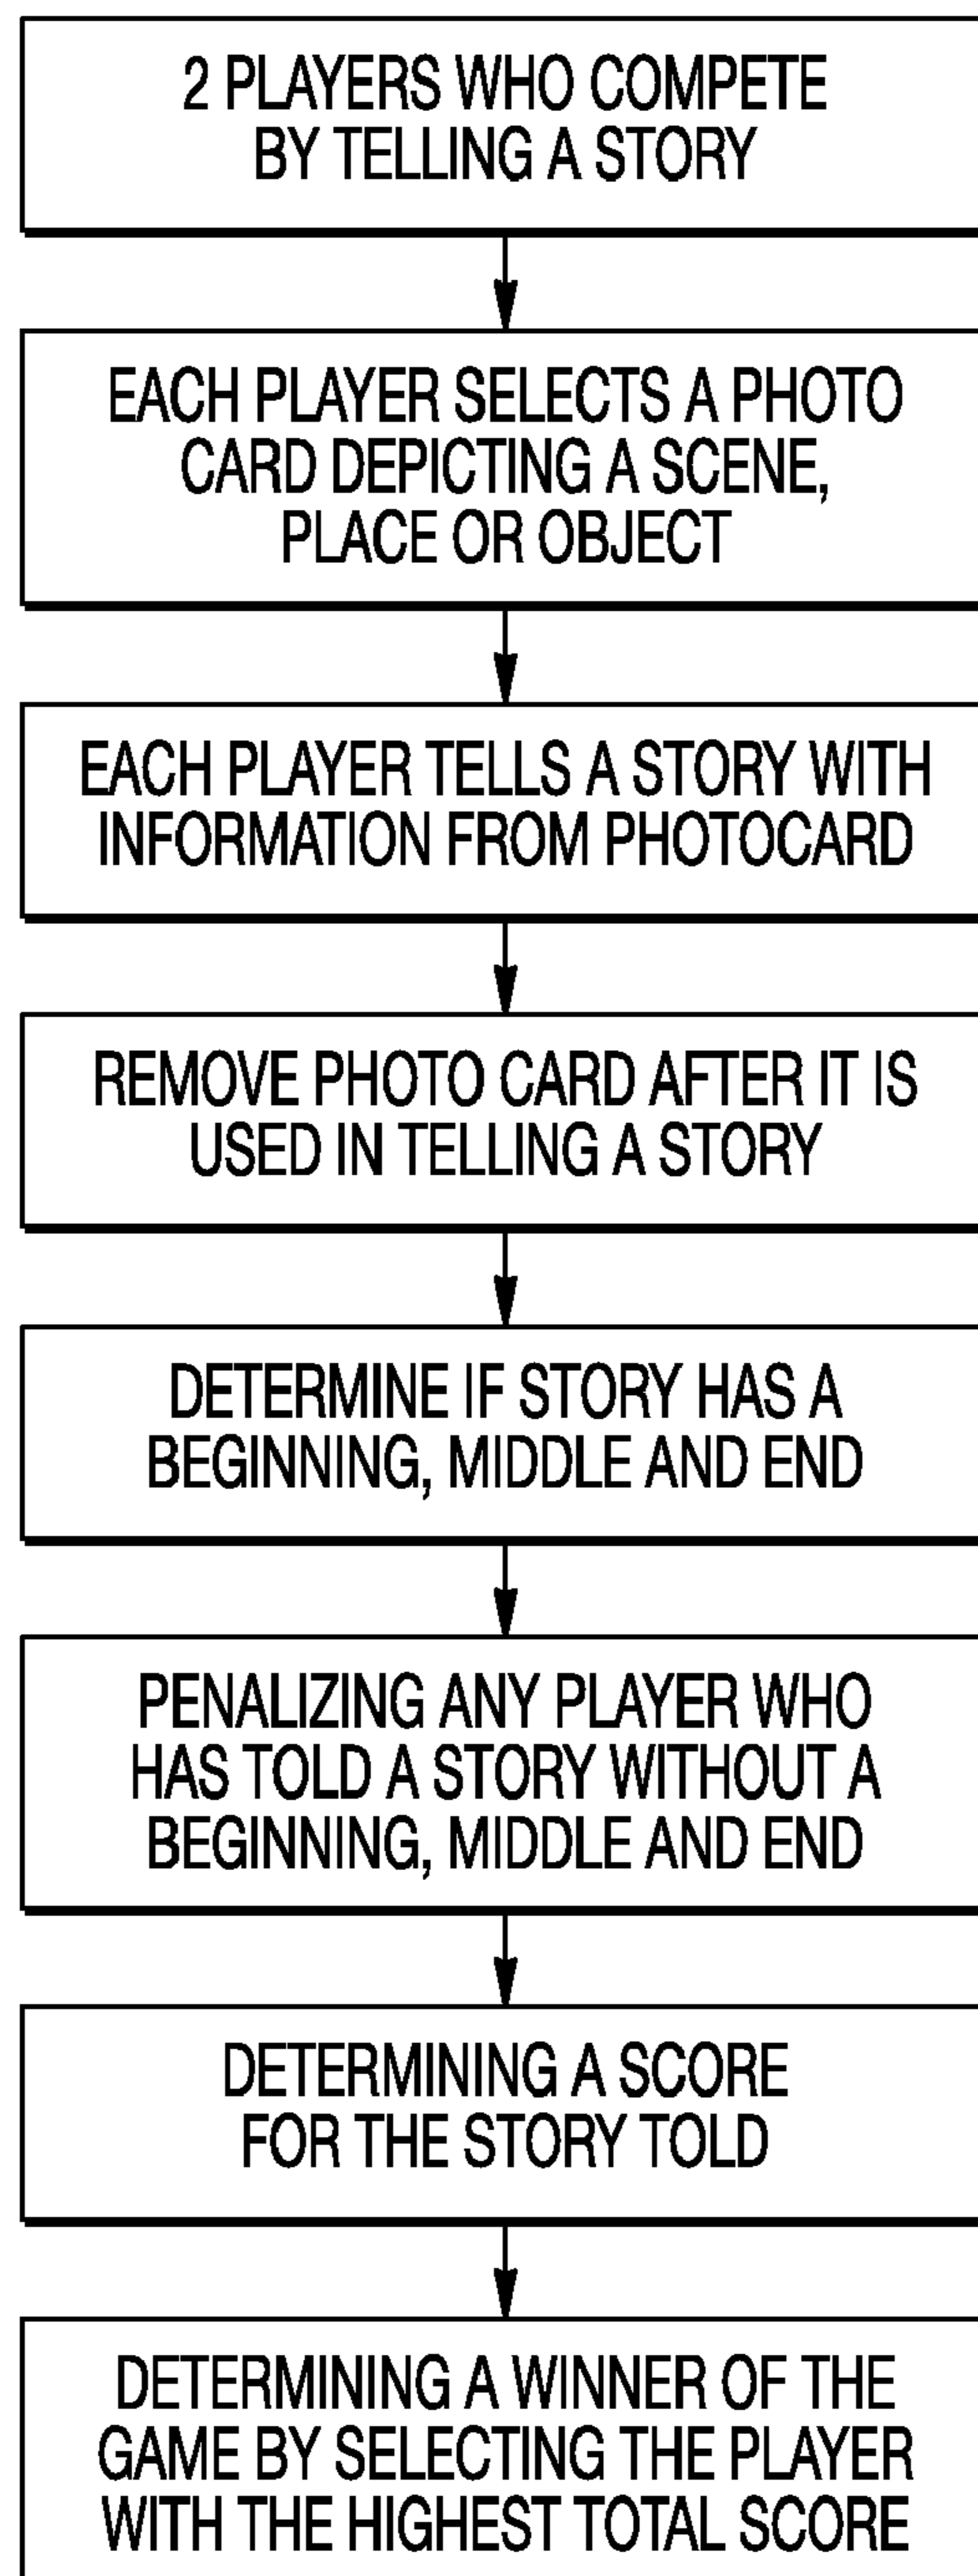 2 PLAYERS WHO COMPETE
BY TELLING A STORY
EACH PLAYER SELECTS A PHOTO
CARD DEPICTING A SCENE,
PLACE OR OBJECT
EACH PLAYER TELLS A STORY WITH
INFORMATION FROM PHOTOCARD
REMOVE PHOTO CARD AFTER IT IS
USED IN TELLING A STORY
DETERMINE IF STORY HAS A
BEGINNING, MIDDLE AND END
PENALIZING ANY PLAYER WHO
HAS TOLD A STORY WITHOUT A
BEGINNING, MIDDLE AND END
DETERMINING A SCORE
FOR THE STORY TOLD
DETERMINING A WINNER OF THE
GAME BY SELECTING THE PLAYER
WITH THE HIGHEST TOTAL SCORE